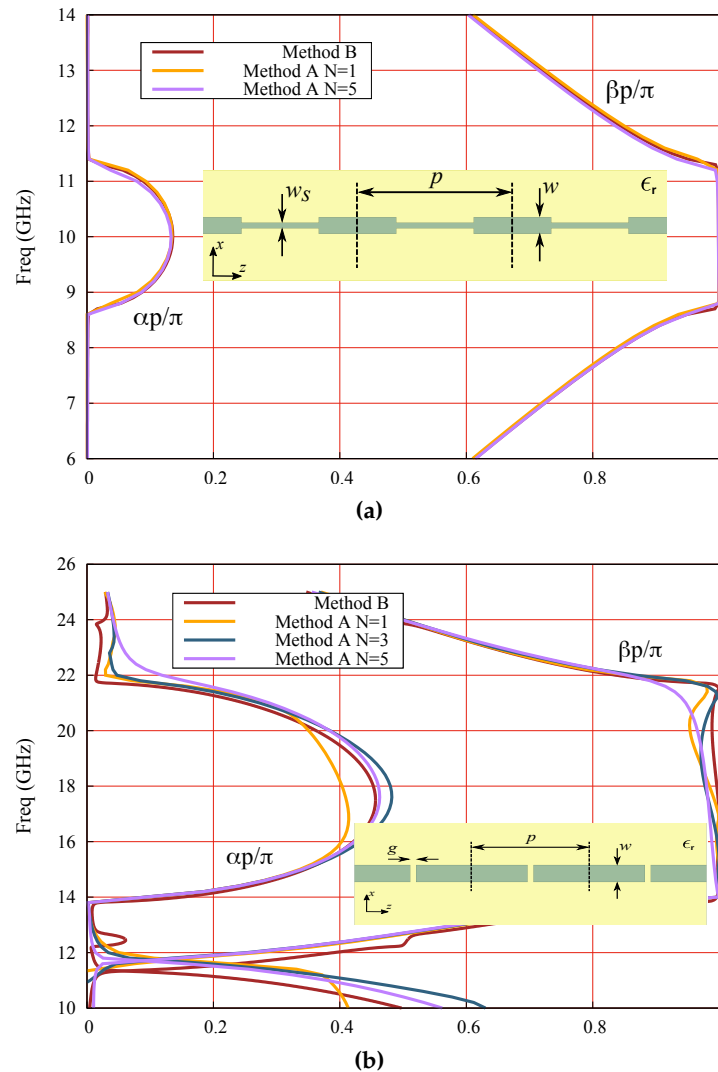 14
13
12
11
10
9
8
7
6
Freq (GHz)
Method B
Method A N=1
Method A N=5
βp/π
w_S
p
w
ϵ_r
x
z
αp/π
0
0.2
0.4
0.6
0.8
(a)
26
24
22
20
18
16
14
12
10
Freq (GHz)
Method B
Method A N=1
Method A N=3
Method A N=5
βp/π
αp/π
g
p
w
ϵ_r
x
z
0
0.2
0.4
0.6
0.8
(b)